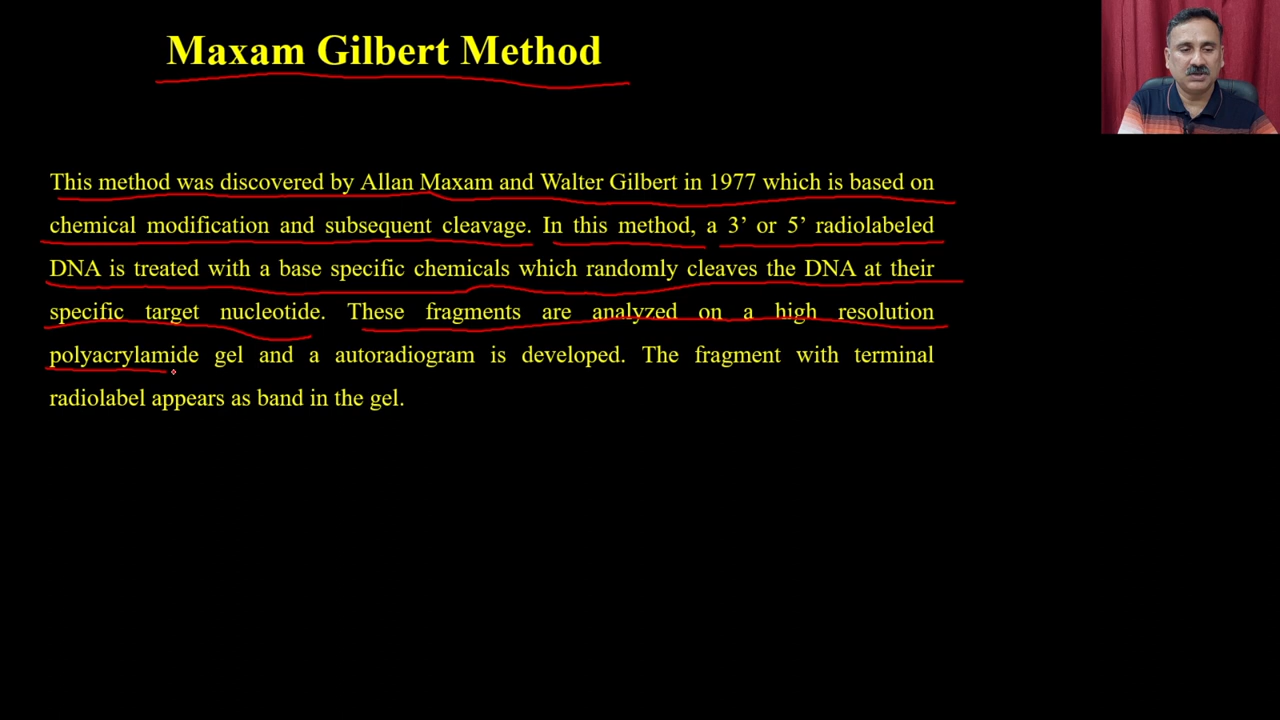 Maxam Gilbert Method
This method was discovered by Allan Maxam and Walter Gilbert in 1977 which is based on
chemical modification and subsequent cleavage. In this method, a 3’ or 5’ radiolabeled
DNA is treated with a base specific chemicals which randomly cleaves the DNA at their
specific target nucleotide. These fragments are analyzed on a high resolution
polyacrylamide gel and a autoradiogram is developed. The fragment with terminal
radiolabel appears as band in the gel.